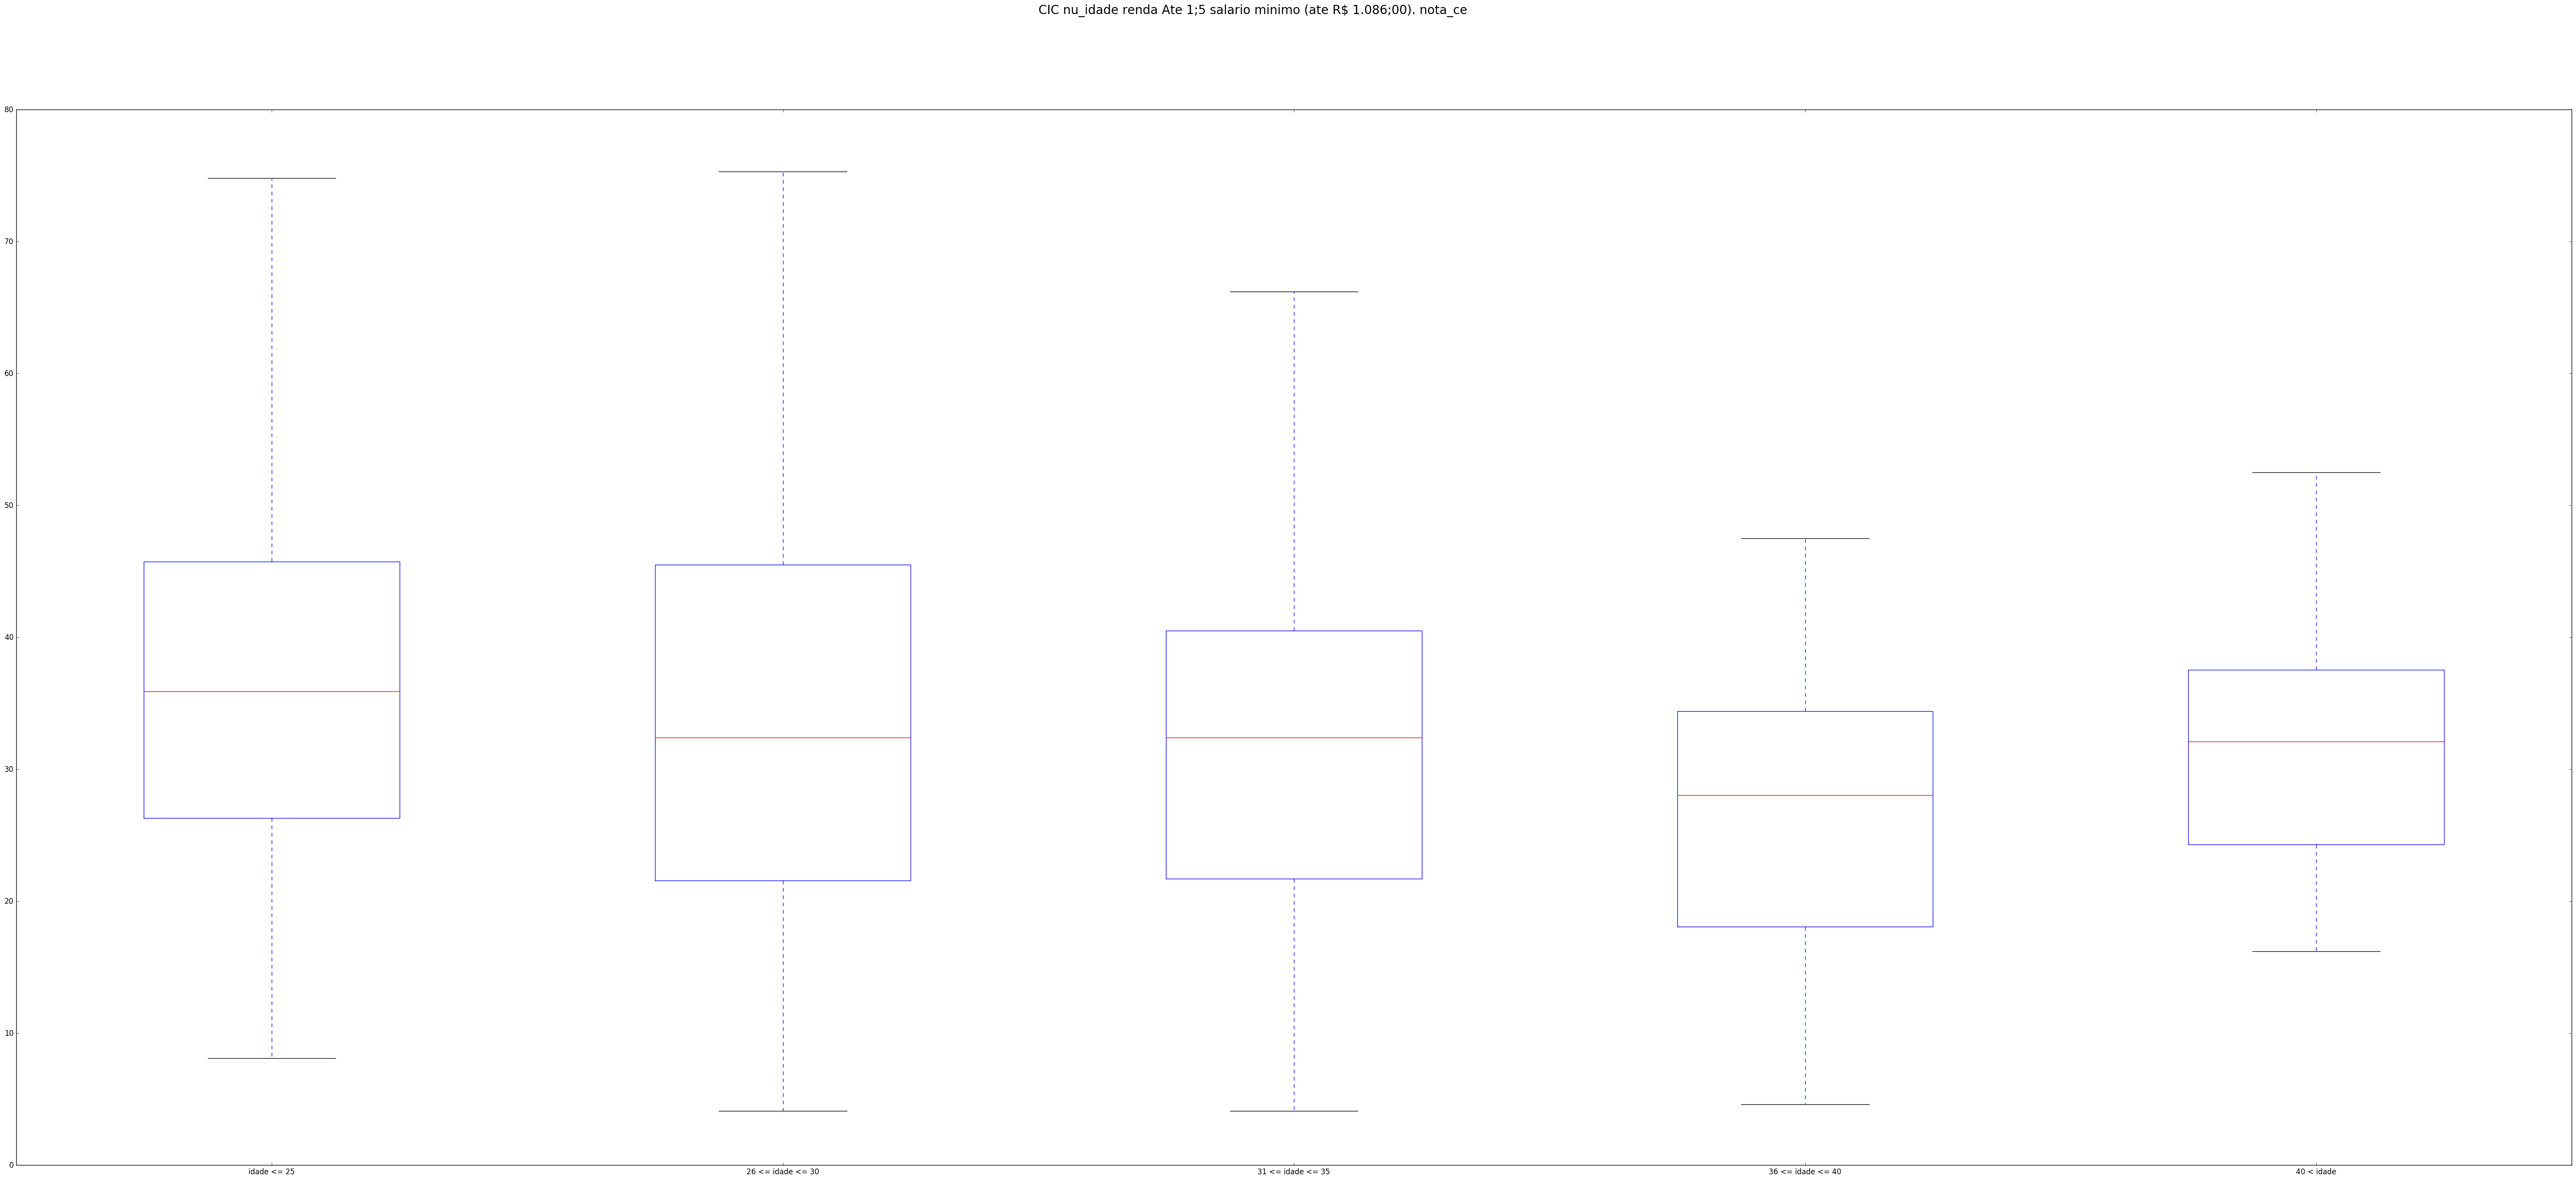 CIC nu_idade renda Ate 1;5 salario minimo (ate R$ 1.086;00). nota_ce
80
70
60
50
40
30
20
10
0
idade <= 25
26 <= idade <= 30
31 <= idade <= 35
36 <= idade <= 40
40 < idade